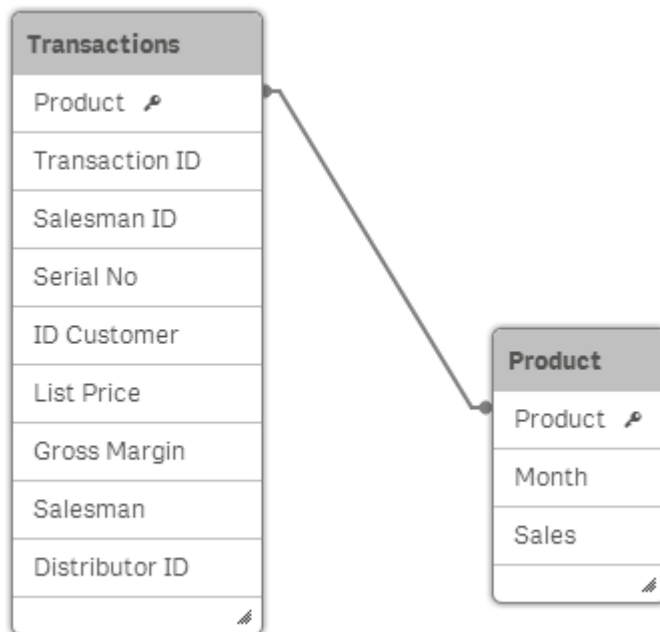 Transactions
Product
Transaction ID
Salesman ID
Serial No
ID Customer
List Price
Gross Margin
Salesman
Distributor ID
Product
Product
Month
Sales